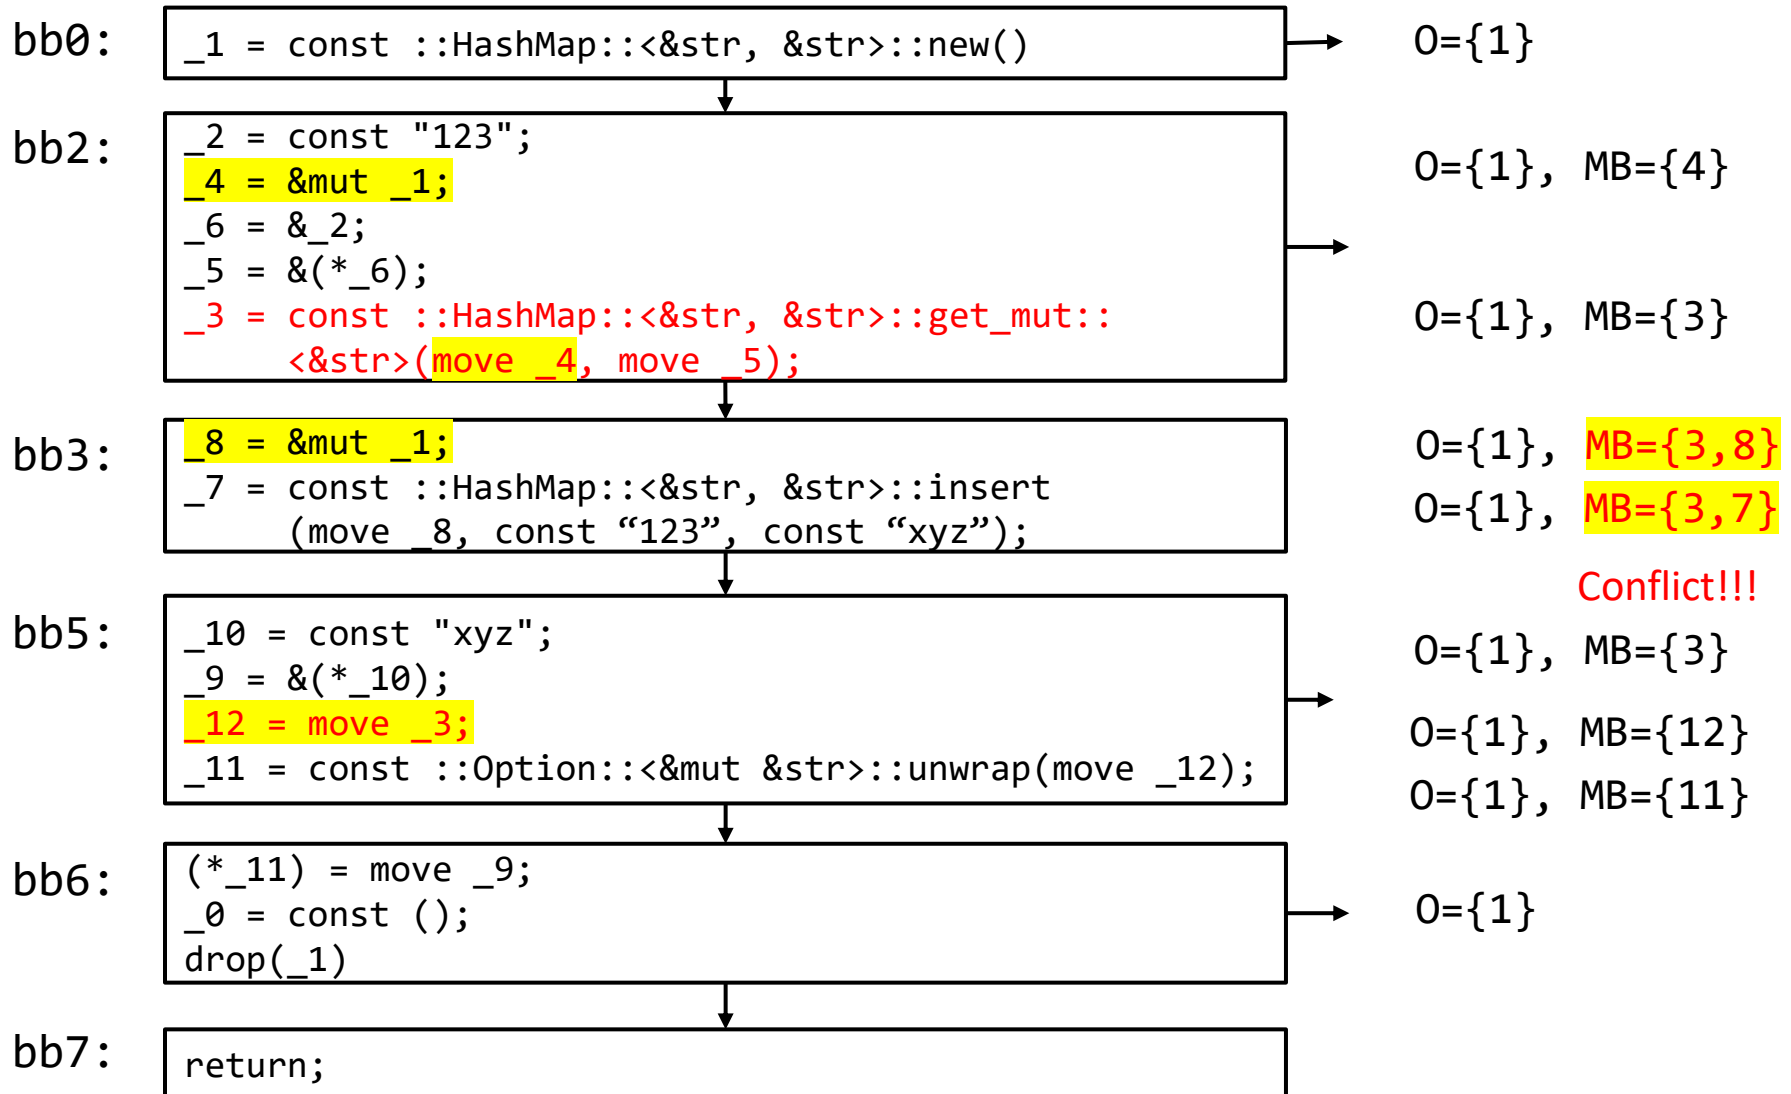 bb0:
_1 = const ::HashMap::<&str, &str>::new()
O={1}
bb2:
_2 = const "123";
_4 = &mut _1;
_6 = &_2;
_5 = &(*_6);
_3 = const ::HashMap::<&str, &str>::get_mut::
<&str>(move _4, move _5);
O={1}, MB={4}
O={1}, MB={3}
bb3:
_8 = &mut _1;
_7 = const ::HashMap::<&str, &str>::insert
(move _8, const “123”, const “xyz”);
O={1}, MB={3,8}
O={1}, MB={3,7}
Conflict!!!
bb5:
_10 = const "xyz";
_9 = &(*_10);
_12 = move _3;
_11 = const ::Option::<&mut &str>::unwrap(move _12);
O={1}, MB={3}
O={1}, MB={12}
O={1}, MB={11}
bb6:
(*_11) = move _9;
_0 = const ();
drop(_1)
O={1}
bb7:
return;